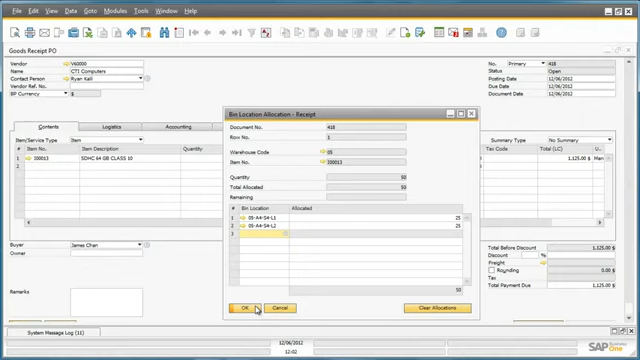 File Edit View Data Goto Modules Tools Window Help
Goods Receipt PO
Vendor V60000
Name CTI Computers
Contact Person Ryan Kall
Vendor Ref. No.
BP Currency $
No. Primary 418
Status Open
Posting Date 12/06/2012
Due Date 12/06/2012
Document Date 12/06/2012
Contents Logistics Accounting
Item/Service Type Item
Summary Type No Summary
# Item No. Item Description Quantity Tax Code Total (LC) U...
1 J00013 SDHC 64 GB CLASS 10 1,125.00 Man
2
Bin Location Allocation - Receipt
Document No. 418
Row No. 1
Warehouse Code 05
Item No. J00013
Quantity 50
Total Allocated 50
Remaining
# Bin Location Allocated
1 05-A4-S4-L1 25
2 05-A4-S4-L2 25
3
50
OK Cancel Clear Allocations
Buyer James Chan
Owner
Remarks
Total Before Discount 1,125.00
Discount %
Freight
Rounding 0.00 $
Tax
Total Payment Due 1,125.00
System Message Log (11)
12/06/2012
12:02
SAP Business One